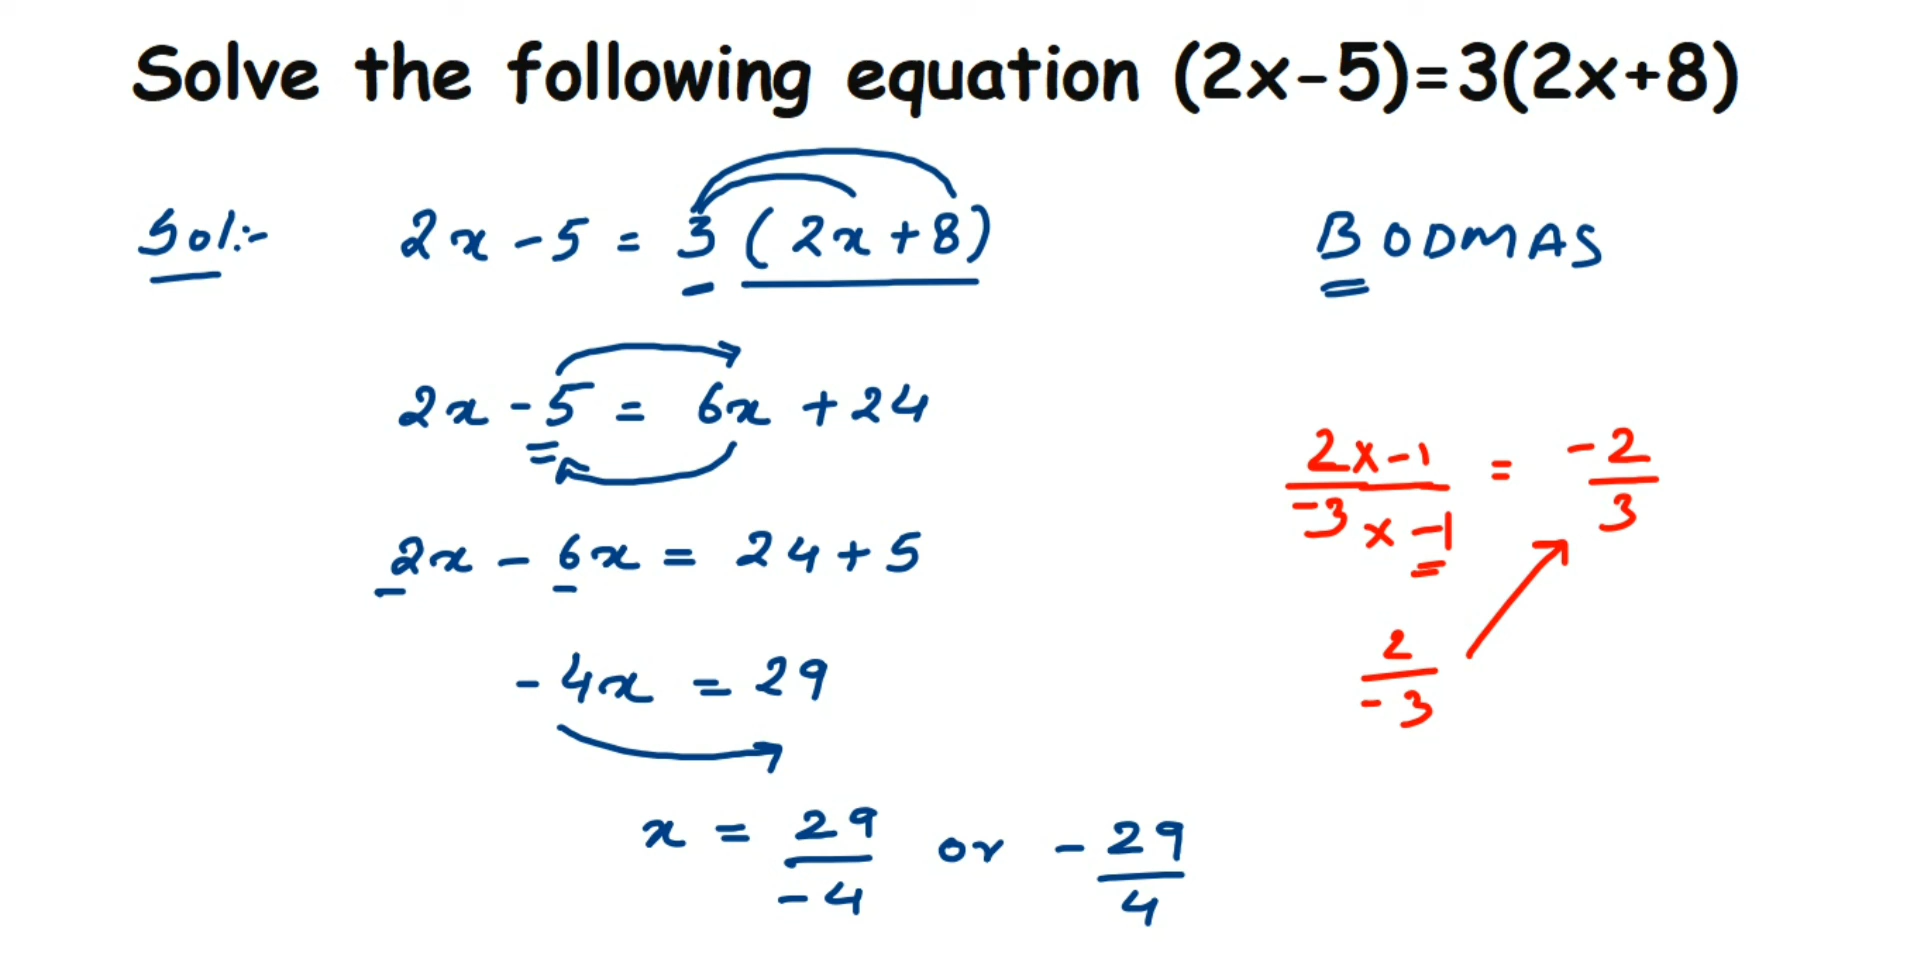 Solve the following equation (2x-5)=3(2x+8)
Sol:- 2x - 5 = 3 (2x + 8)
BODMAS
2x - 5 = 6x + 24
2x - 6x = 24 + 5
-4x = 29
x = 29/-4 or -29/4
2 x -1 / -3 x -1 = -2/3
2/-3